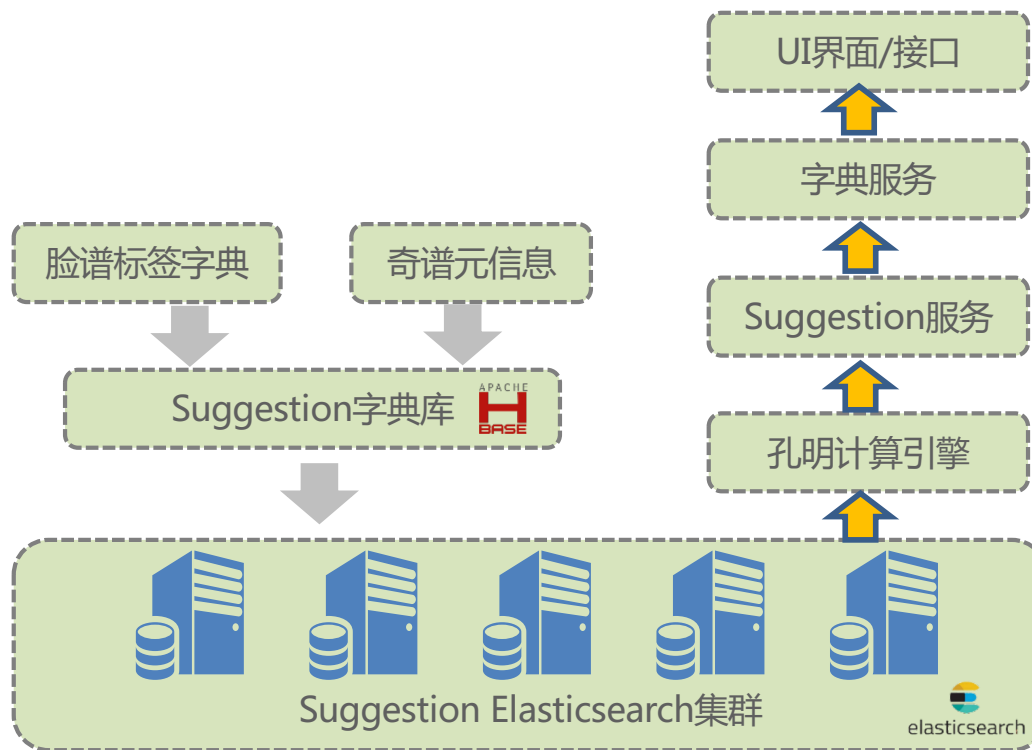 UI界面/接口
字典服务
脸谱标签字典
奇谱元信息
Suggestion服务
Suggestion字典库
APACHE
H
BASE
孔明计算引擎
Suggestion Elasticsearch集群
elasticsearch